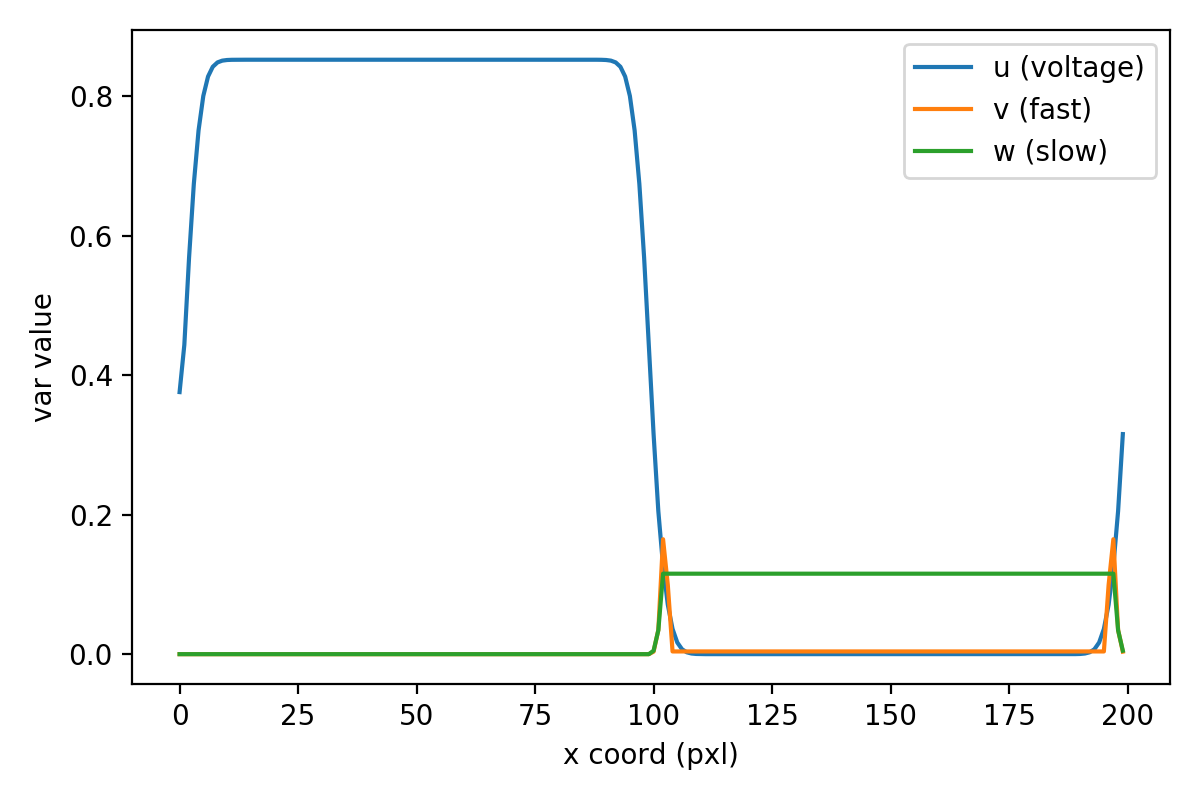 u (voltage)
v (fast)
w (slow)
var value
0.8
0.6
0.4
0.2
0.0
0 25 50 75 100 125 150 175 200
x coord (pxl)